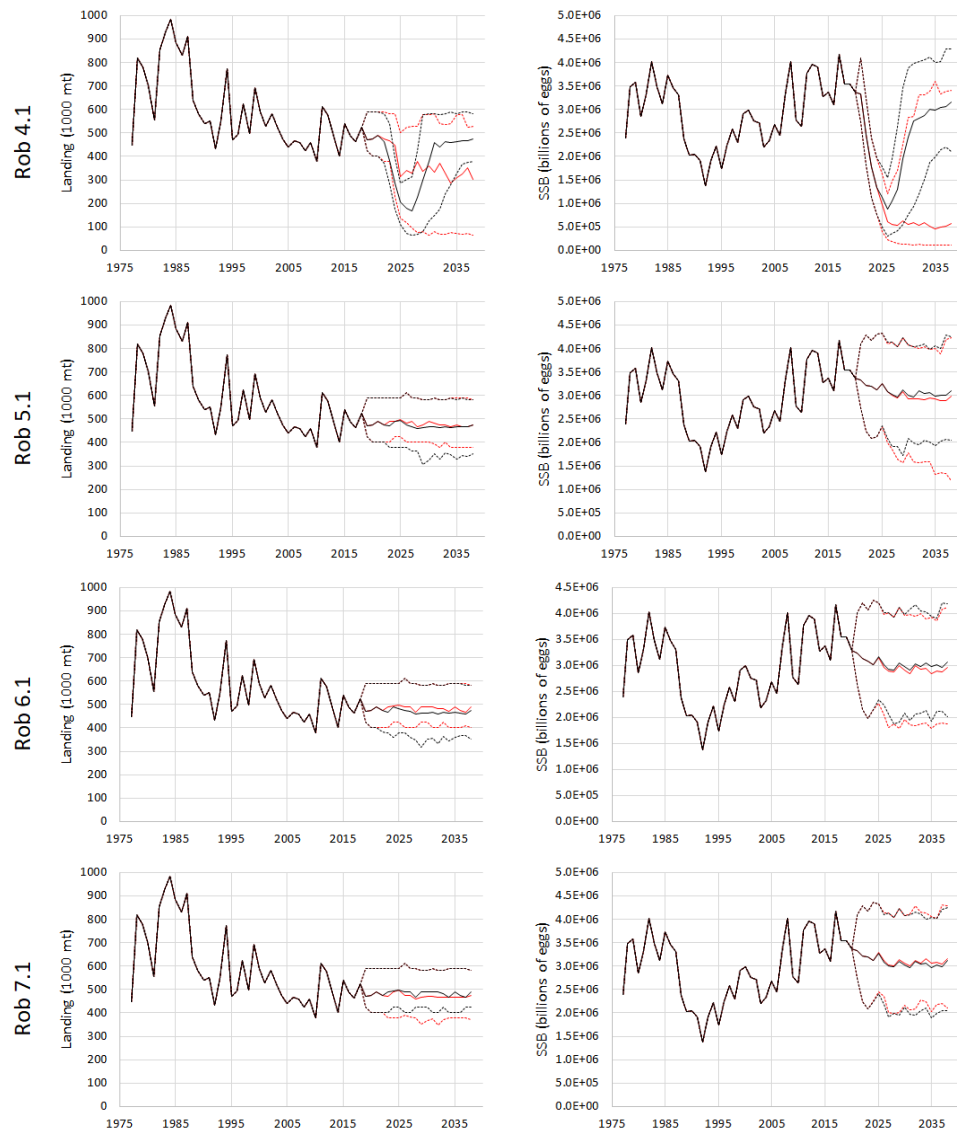 Rob 4.1
Landing (1000 mt)
1000
900
800
700
600
500
400
300
200
100
0
1975 1985 1995 2005 2015 2025 2035
SSB (billions of eggs)
5.0E+06
4.5E+06
4.0E+06
3.5E+06
3.0E+06
2.5E+06
2.0E+06
1.5E+06
1.0E+06
5.0E+05
0.0E+00
1975 1985 1995 2005 2015 2025 2035
Rob 5.1
Landing (1000 mt)
1000
900
800
700
600
500
400
300
200
100
0
1975 1985 1995 2005 2015 2025 2035
SSB (billions of eggs)
5.0E+06
4.5E+06
4.0E+06
3.5E+06
3.0E+06
2.5E+06
2.0E+06
1.5E+06
1.0E+06
5.0E+05
0.0E+00
1975 1985 1995 2005 2015 2025 2035
Rob 6.1
Landing (1000 mt)
1000
900
800
700
600
500
400
300
200
100
0
1975 1985 1995 2005 2015 2025 2035
SSB (billions of eggs)
4.5E+06
4.0E+06
3.5E+06
3.0E+06
2.5E+06
2.0E+06
1.5E+06
1.0E+06
5.0E+05
0.0E+00
1975 1985 1995 2005 2015 2025 2035
Rob 7.1
Landing (1000 mt)
1000
900
800
700
600
500
400
300
200
100
0
1975 1985 1995 2005 2015 2025 2035
SSB (billions of eggs)
5.0E+06
4.5E+06
4.0E+06
3.5E+06
3.0E+06
2.5E+06
2.0E+06
1.5E+06
1.0E+06
5.0E+05
0.0E+00
1975 1985 1995 2005 2015 2025 2035